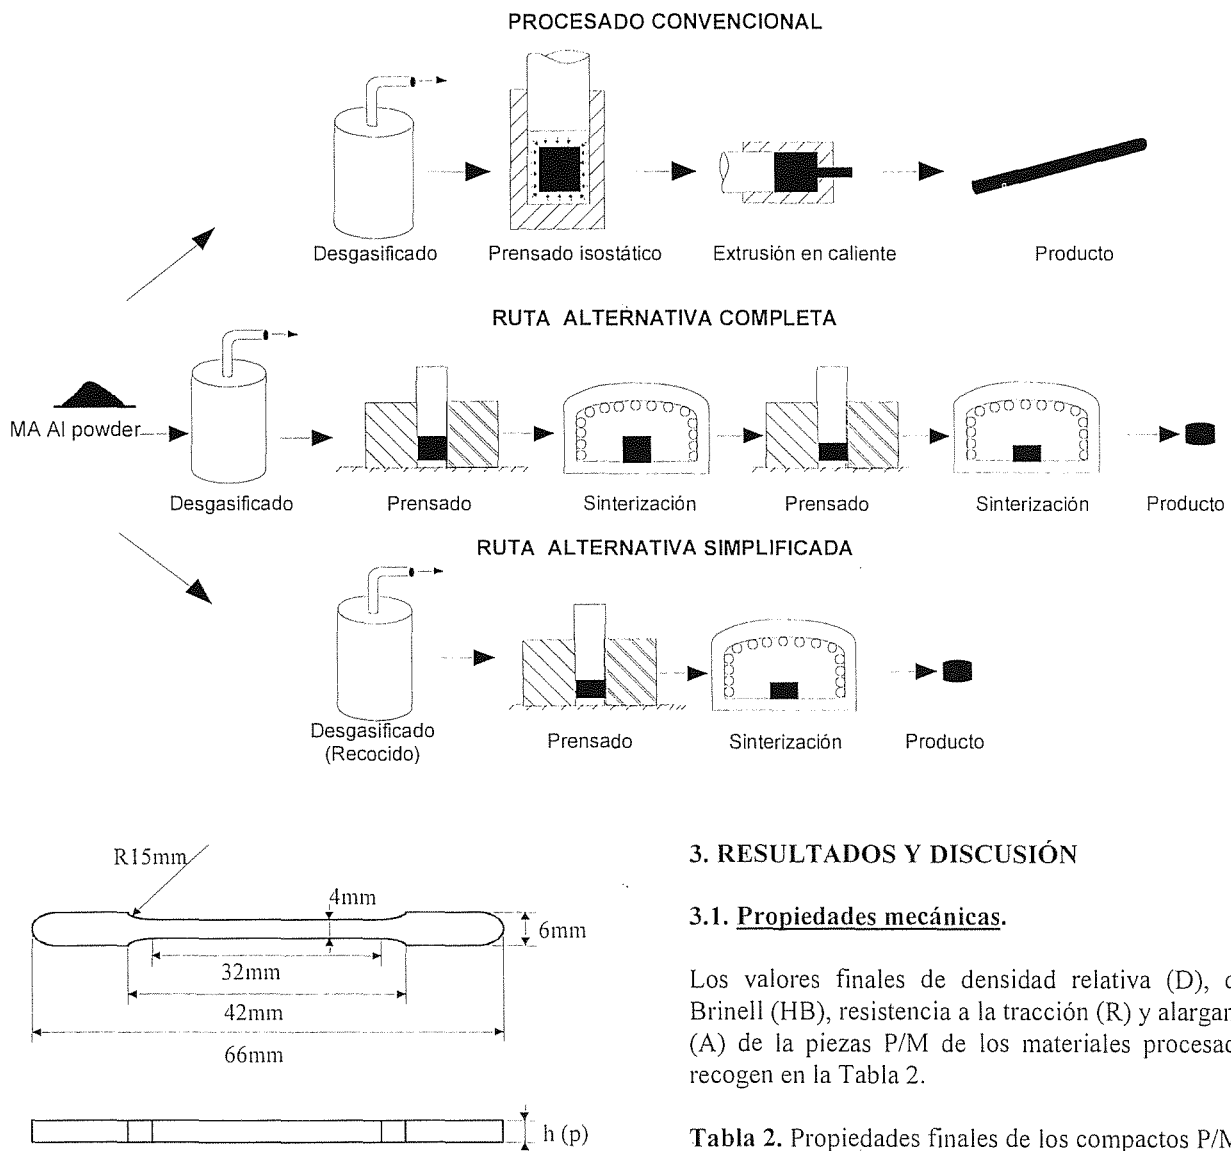 PROCESADO CONVENCIONAL
Desgasificado
Prensado isostático
Extrusión en caliente
Producto
RUTA ALTERNATIVA COMPLETA
MA Al powder
Desgasificado
Prensado
Sinterización
Prensado
Sinterización
Producto
RUTA ALTERNATIVA SIMPLIFICADA
Desgasificado
(Recocido)
Prensado
Sinterización
Producto
R15mm
4mm
6mm
32mm
42mm
66mm
h (p)
3. RESULTADOS Y DISCUSIÓN
3.1. Propiedades mecánicas.
Los valores finales de densidad relativa (D),
Brinell (HB), resistencia a la tracción (R) y alargan
(A) de la piezas P/M de los materiales procesad
recogen en la Tabla 2.
Tabla 2. Propiedades finales de los compactos P/M